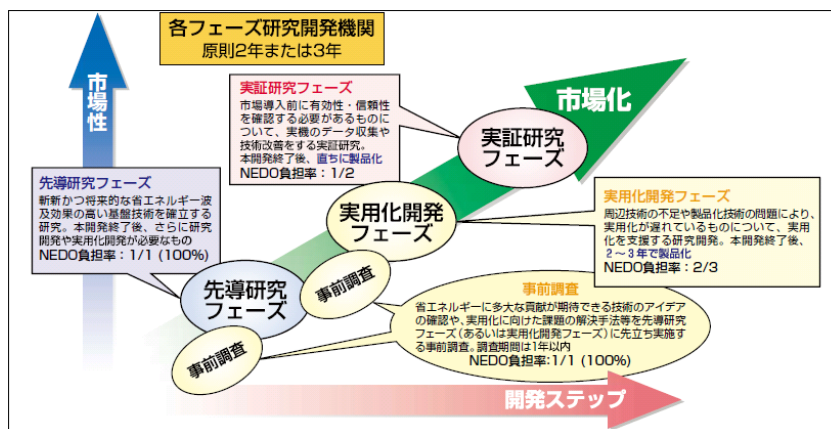 各フェーズ研究開発機関
原則2年または3年
市場性
市場化
実証研究フェーズ
市場導入前に有効性・信頼性
を確認する必要があるものに
ついて、実機のデータ収集や
技術改善をする実証研究。
本開発終了後、直ちに製品化
NEDO負担率：1/2
実証研究
フェーズ
先導研究フェーズ
斬新かつ将来的な省エネルギー波
及効果の高い基盤技術を確立する
研究。本開発終了後、さらに研究
開発や実用化開発が必要なもの
NEDO負担率：1/1 (100%)
実用化開発
フェーズ
実用化開発フェーズ
周辺技術の不足や製品化技術の問題により、
実用化が遅れているものについて、実用
化を支援する研究開発。本開発終了後、
2～3年で製品化
NEDO負担率：2/3
先導研究
フェーズ
事前調査
事前調査
事前調査
省エネルギーに多大な貢献が期待できる技術のアイデア
の確認や、実用化に向けた課題の解決手法等を先導研究
フェーズ(あるいは実用化開発フェーズ)に先立ち実施す
る事前調査。調査期間は1年以内
NEDO負担率：1/1 (100%)
開発ステップ